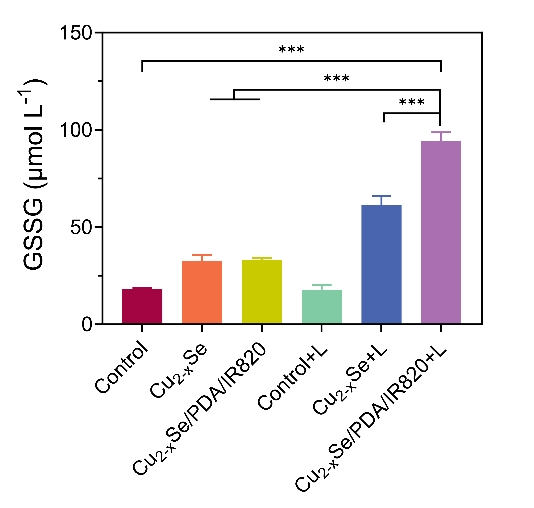 150
100
50
0
GSSG (μmol L⁻¹)
***
***
***
Control
Cu₂₋ₓSe
Cu₂₋ₓSe/PDA/IR820
Control+L
Cu₂₋ₓSe+L
Cu₂₋ₓSe/PDA/IR820+L